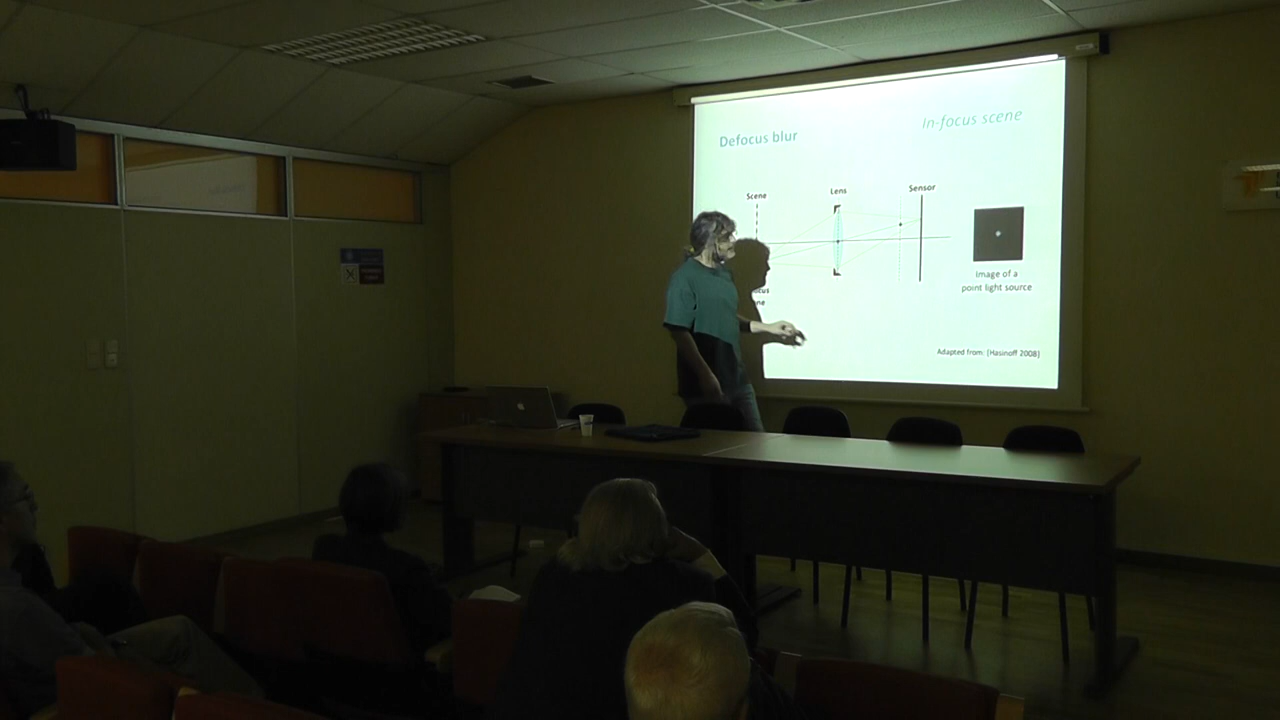 In-focus scene
Defocus blur
Scene
Lens
Sensor
Image of a
point light source
Adapted from: [Hasinoff 2008]